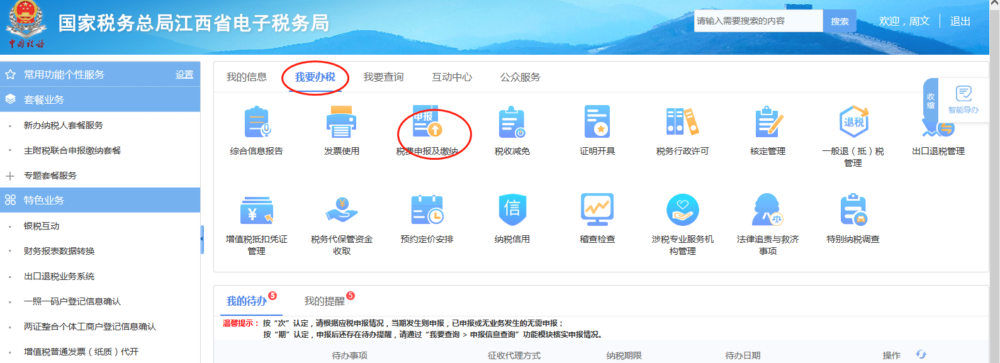 国家税务总局江西省电子税务局
中国税务
请输入需要搜索的内容
搜索
欢迎，周文
退出
常用功能个性服务
设置
套餐业务
新办纳税人套餐服务
主附税联合申报缴纳套餐
专题套餐服务
特色业务
银税互动
财务报表数据转换
出口退税业务系统
一照一码户登记信息确认
两证整合个体工商户登记信息确认
增值税普通发票（纸质）代开
我的信息
我要办税
我要查询
互动中心
公众服务
收缩
智能导办
综合信息报告
发票使用
申报
税费申报及缴纳
税收减免
证明开具
税务行政许可
核定管理
退税
一般退（抵）税
管理
出口退税管理
增值税抵扣凭证
管理
税务代保管资金
收取
预约定价安排
信
纳税信用
稽查检查
涉税专业服务机
构管理
法律追责与救济
事项
特别纳税调查
我的待办
5
我的提醒
5
温馨提示：按“次”认定，请根据应税申报情况，当期发生则申报，已申报或无业务发生的无需申报；
按“期”认定，申报后还存在待办提醒，请通过“我要查询 > 申报信息查询”功能模块核实申报情况。
待办事项
征收代理方式
纳税期限
待办日期
操作